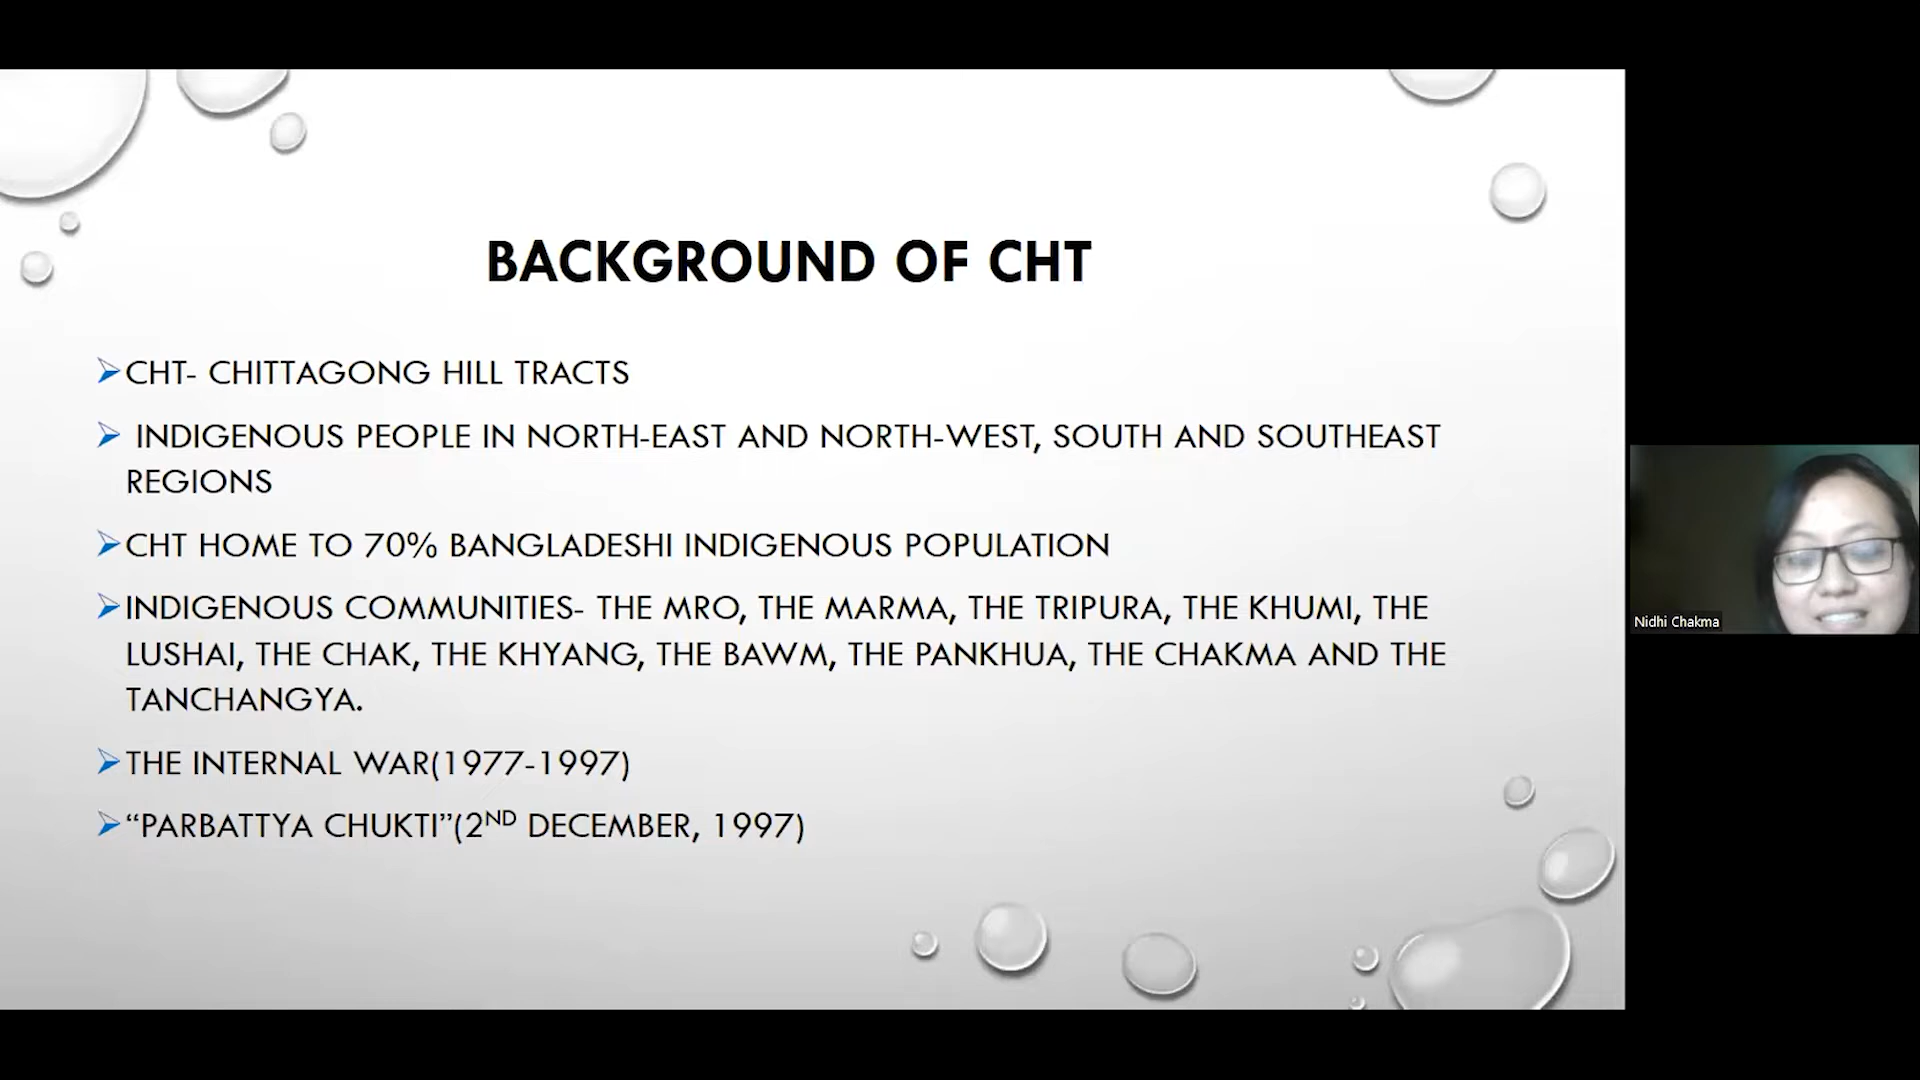 BACKGROUND OF CHT
CHT- CHITTAGONG HILL TRACTS
INDIGENOUS PEOPLE IN NORTH-EAST AND NORTH-WEST, SOUTH AND SOUTHEAST
REGIONS
CHT HOME TO 70% BANGLADESHI INDIGENOUS POPULATION
INDIGENOUS COMMUNITIES- THE MRO, THE MARMA, THE TRIPURA, THE KHUMI, THE
LUSHAI, THE CHAK, THE KHYANG, THE BAWM, THE PANKHUA, THE CHAKMA AND THE
TANCHANGYA.
THE INTERNAL WAR(1977-1997)
“PARBATTYA CHUKTI”(2ND DECEMBER, 1997)
Nidhi Chakma